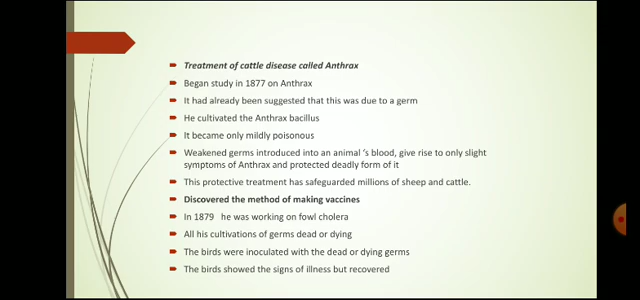 Treatment of cattle disease called Anthrax
Began study in 1877 on Anthrax
It had already been suggested that this was due to a germ
He cultivated the Anthrax bacillus
It became only mildly poisonous
Weakened germs introduced into an animal 's blood, give rise to only slight
symptoms of Anthrax and protected deadly form of it
This protective treatment has safeguarded millions of sheep and cattle.
Discovered the method of making vaccines
In 1879 he was working on fowl cholera
All his cultivations of germs dead or dying
The birds were inoculated with the dead or dying germs
The birds showed the signs of illness but recovered